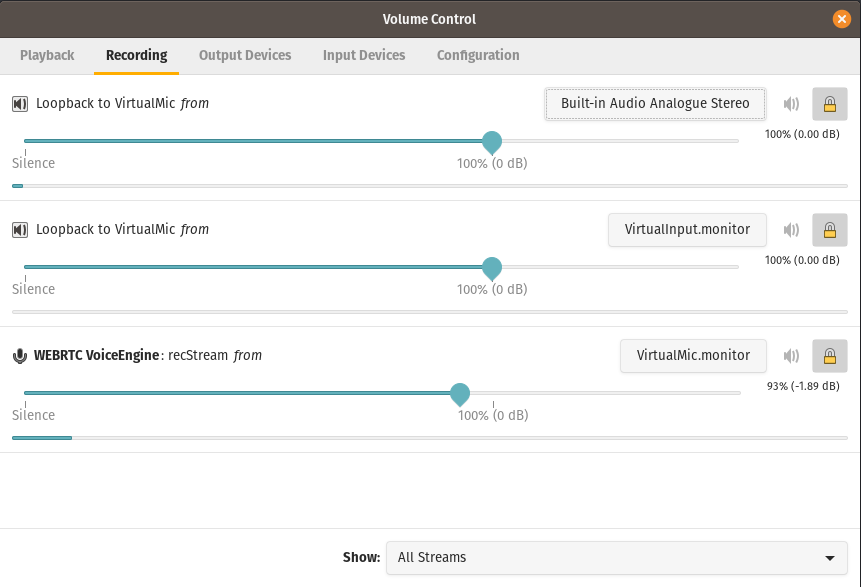 Volume Control
Playback Recording Output Devices Input Devices Configuration
Loopback to VirtualMic from Built-in Audio Analogue Stereo
100% (0.00 dB)
Silence 100% (0 dB)
Loopback to VirtualMic from VirtualInput.monitor
100% (0.00 dB)
Silence 100% (0 dB)
WEBRTC VoiceEngine: recStream from VirtualMic.monitor
93% (-1.89 dB)
Silence 100% (0 dB)
Show: All Streams